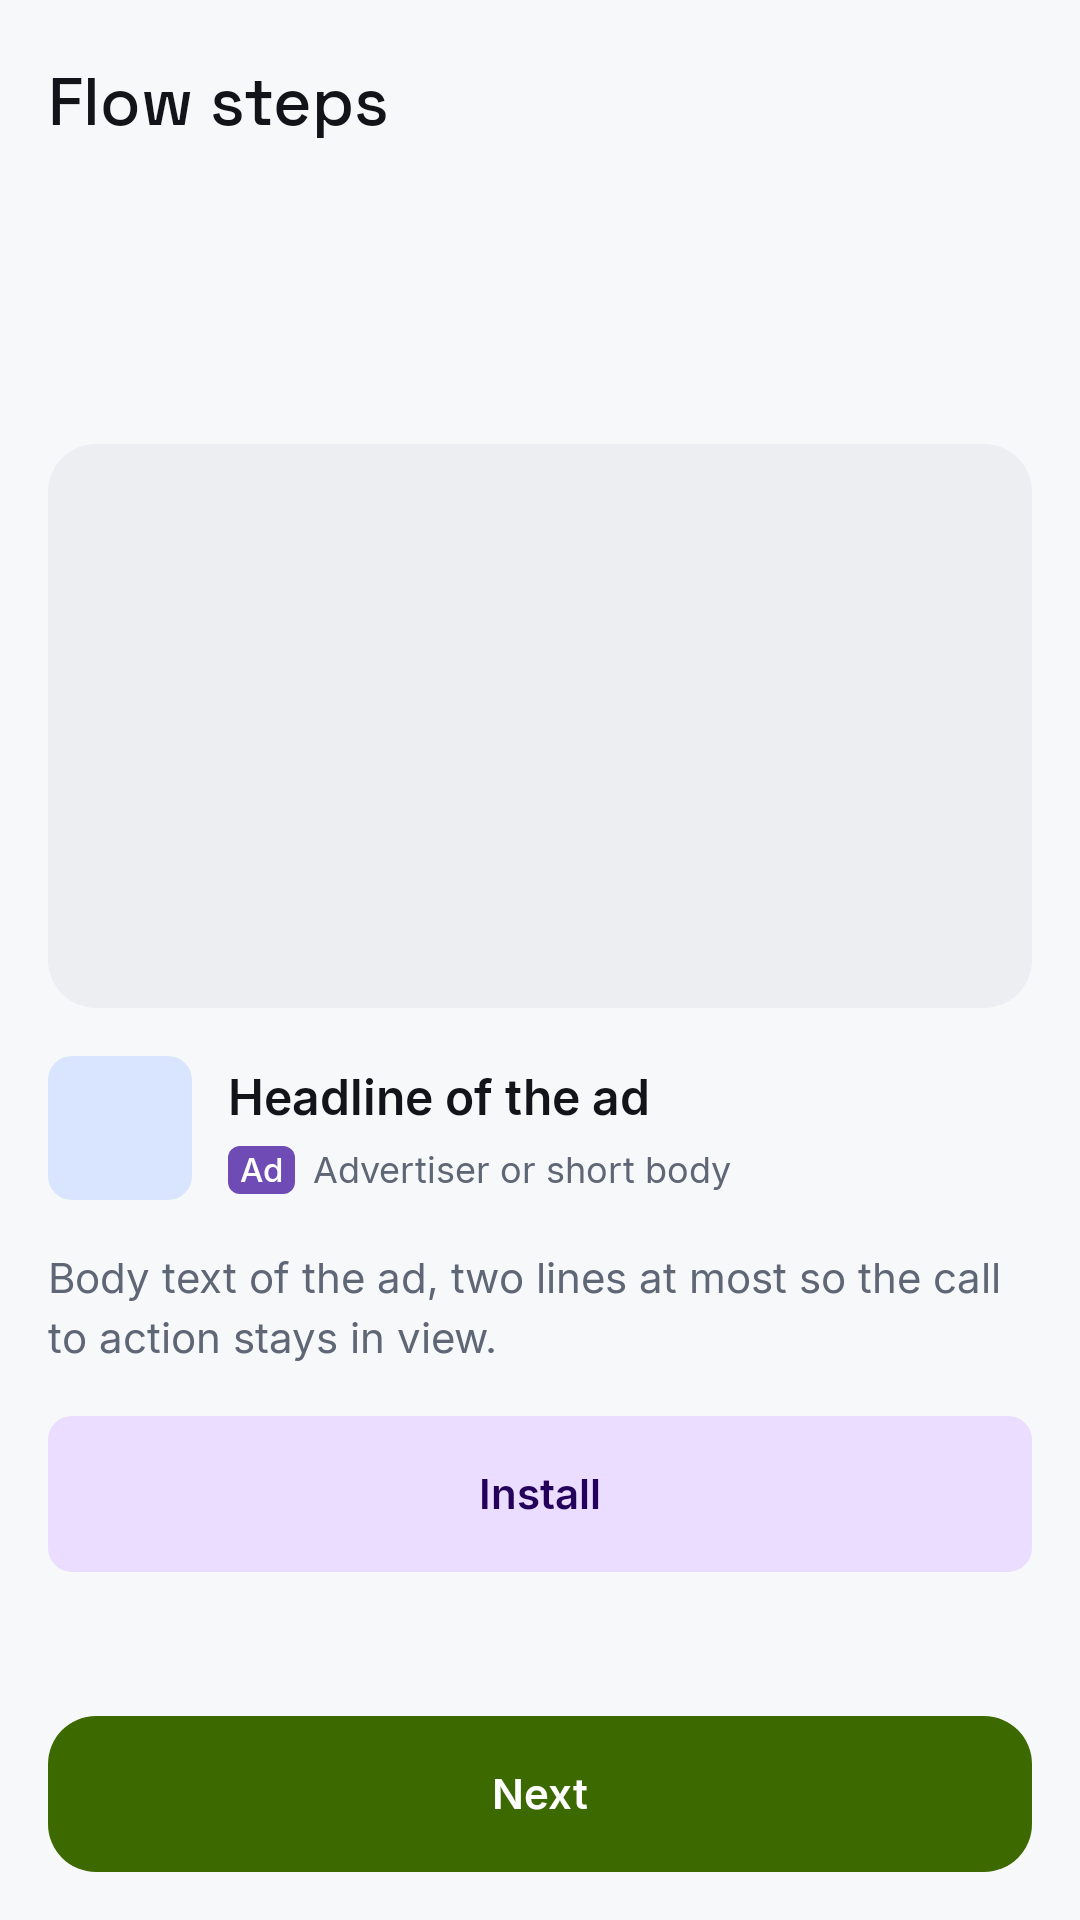 Flow steps
Headline of the ad
Ad Advertiser or short body
Body text of the ad, two lines at most so the call
to action stays in view.
Install
Next